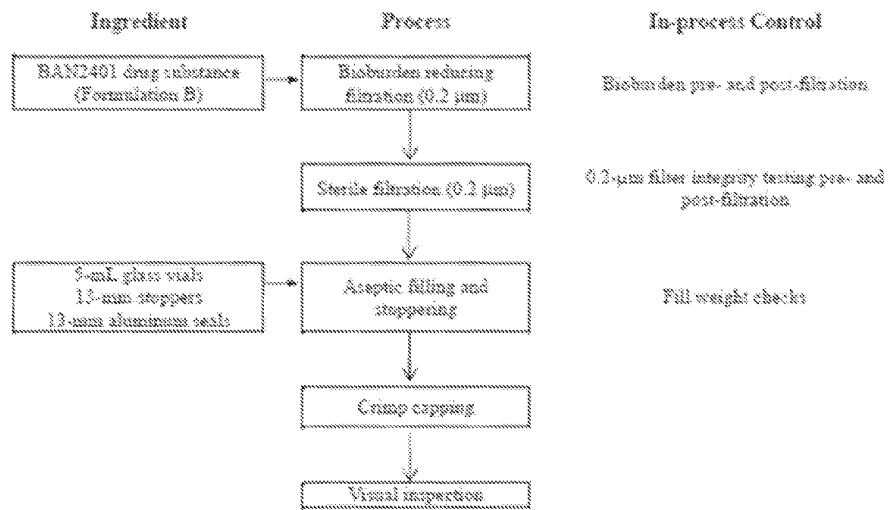 Ingredient Process In-process Control
BAN2401 drug substance
(Formulation B)
Bioburden reducing
filtration (0.2 μm)
Bioburden pre- and post-filtration
Sterile filtration (0.2 μm)
0.2-μm filter integrity testing pre- and
post-filtration
5-mL glass vials
13-mm stoppers
13-mm aluminum seals
Aseptic filling and
stoppering
Fill weight checks
Crimp capping
Visual inspection